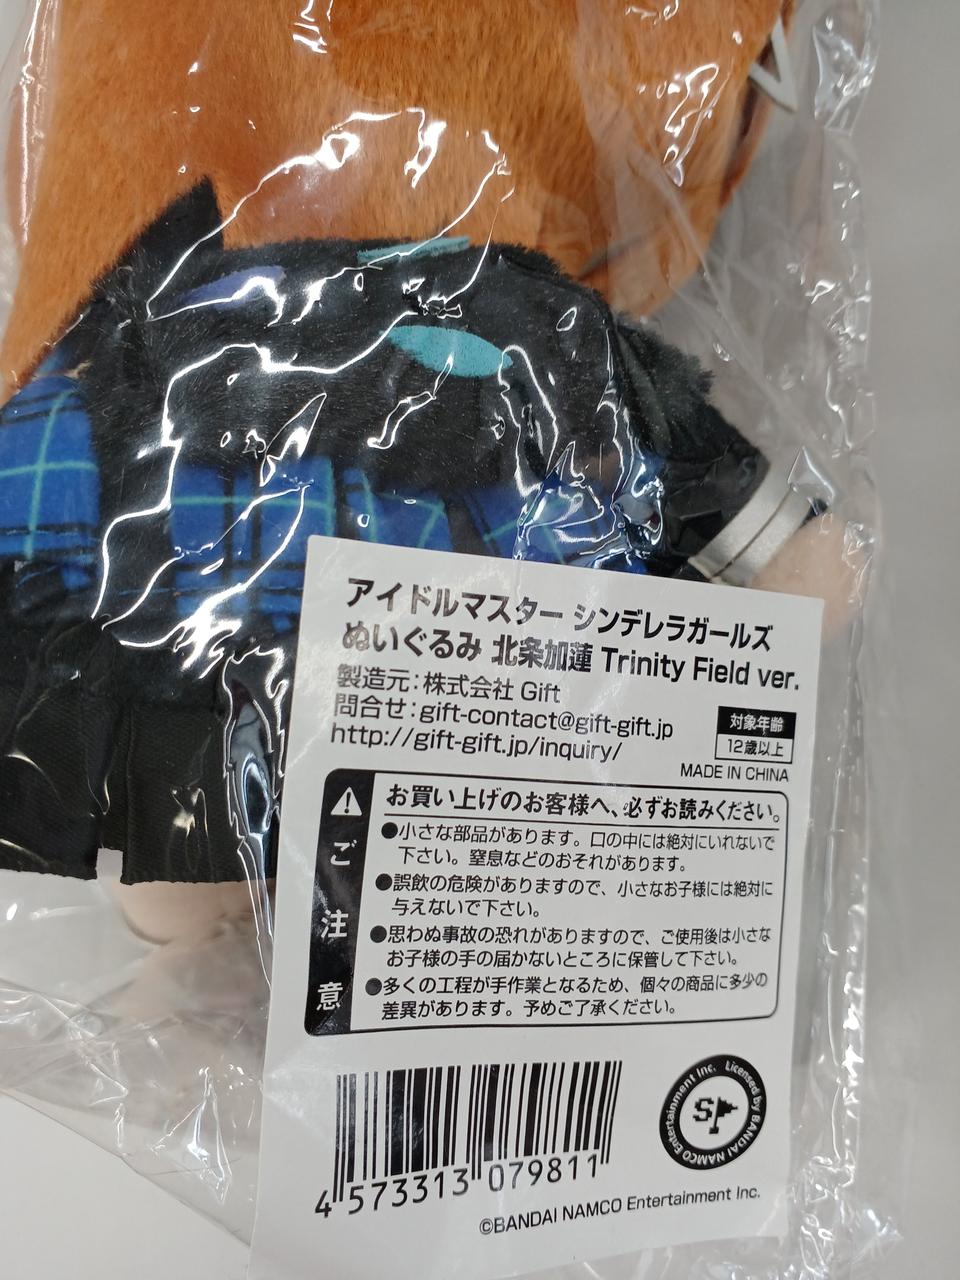 アイドルマスター シンデレラガールズ
ぬいぐるみ 北条加蓮 Trinity Field ver.
製造元:株式会社 Gift
問合せ:gift-contact@gift-gift.jp
http://gift-gift.jp/inquiry/
対象年齢
12歳以上
MADE IN CHINA
ご注意
お買い上げのお客様へ、必ずお読みください。
●小さな部品があります。口の中には絶対にいれないで
下さい。窒息などのおそれがあります。
●誤飲の危険がありますので、小さなお子様には絶対に
与えないで下さい。
●思わぬ事故の恐れがありますので、ご使用後は小さな
お子様の手の届かないところに保管して下さい。
●多くの工程が手作業となるため、個々の商品に多少の
差異があります。予めご了承ください。
4 573313 079811
Licensed by BANDAI NAMCO Entertainment Inc.
SP
©BANDAI NAMCO Entertainment Inc.